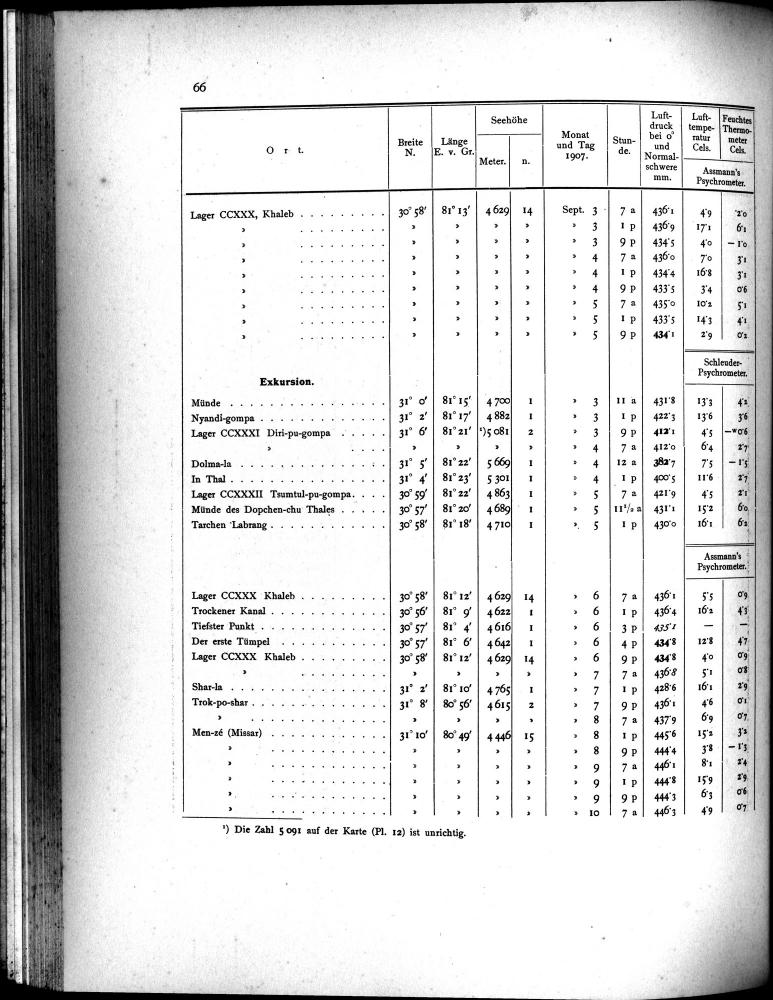 66
Ort. Breite N. Länge E. v. Gr. Seehöhe Meter. n. Monat und Tag 1907. Stunde. Luftdruck bei 0° und Normalschwere mm. Lufttemperatur Cels. Feuchtes Thermometer Cels.
Assmann's Psychrometer.
Lager CCXXX, Khaleb . . . . . . . . . 30° 58′ 81° 13′ 4 629 14 Sept. 3 7 a 436·1 4·9 ·2·0
» . . . . . . . . . » » » » » 3 1 p 436·9 17·1 6·1
» . . . . . . . . . » » » » » 3 9 p 434·5 4·0 —1·0
» . . . . . . . . . » » » » » 4 7 a 436·0 7·0 3·1
» . . . . . . . . . » » » » » 4 1 p 434·4 16·8 3·1
» . . . . . . . . . » » » » » 4 9 p 433·5 3·4 0·6
» . . . . . . . . . » » » » » 5 7 a 435·0 10·2 5·1
» . . . . . . . . . » » » » » 5 1 p 433·5 14·3 4·1
» . . . . . . . . . » » » » » 5 9 p 434·1 2·9 0·2
Schleuder-
Psychrometer.
Exkursion.
Münde . . . . . . . . . . . . . . . . 31° 0′ 81° 15′ 4 700 1 » 3 11 a 431·8 13·3 4·2
Nyandi-gompa . . . . . . . . . . . . . 31° 2′ 81° 17′ 4 882 1 » 3 1 p 422·3 13·6 3·6
Lager CCXXXI Diri-pu-gompa . . . . . 31° 6′ 81° 21′ ¹)5 081 2 » 3 9 p 412·1 4·5 —w0·6
» . . . . » » » » » 4 7 a 412·0 6·4 2·7
Dolma-la . . . . . . . . . . . . . . . 31° 5′ 81° 22′ 5 669 1 » 4 12 a 382·7 7·5 —1·5
In Thal . . . . . . . . . . . . . . . 31° 4′ 81° 23′ 5 301 1 » 4 1 p 400·5 11·6 2·7
Lager CCXXXII Tsumtul-pu-gompa. . . . 30° 59′ 81° 22′ 4 863 1 » 5 7 a 421·9 4·5 2·1
Münde des Dopchen-chu Thales . . . . . 30° 57′ 81° 20′ 4 689 1 » 5 11¹/₂ a 431·1 15·2 6·0
Tarchen Labrang . . . . . . . . . . . . 30° 58′ 81° 18′ 4 710 1 » 5 1 p 430·0 16·1 6·2
Assmann's
Psychrometer.
Lager CCXXX Khaleb . . . . . . . . . 30° 58′ 81° 12′ 4 629 14 » 6 7 a 436·1 5·5 0·9
Trockener Kanal . . . . . . . . . . . . 30° 56′ 81° 9′ 4 622 1 » 6 1 p 436·4 16·2 4·3
Tiefster Punkt . . . . . . . . . . . . . 30° 57′ 81° 4′ 4 616 1 » 6 3 p 435·1 — —
Der erste Tümpel . . . . . . . . . . . 30° 57′ 81° 6′ 4 642 1 » 6 4 p 434·8 12·8 4·7
Lager CCXXX Khaleb . . . . . . . . . 30° 58′ 81° 12′ 4 629 14 » 6 9 p 434·8 4·0 0·9
» . . . . . . . . . » » » » » 7 7 a 436·8 5·1 0·8
Shar-la . . . . . . . . . . . . . . . . 31° 2′ 81° 10′ 4 765 1 » 7 1 p 428·6 16·1 2·9
Trok-po-shar . . . . . . . . . . . . . . 31° 8′ 80° 56′ 4 615 2 » 7 9 p 436·1 4·6 0·1
» . . . . . . . . . . . . . . » » » » » 8 7 a 437·9 6·9 0·7
Men-zé (Missar) . . . . . . . . . . . . 31° 10′ 80° 49′ 4 446 15 » 8 1 p 445·6 15·2 3·2
» . . . . . . . . . . . . » » » » » 8 9 p 444·4 3·8 —1·3
» . . . . . . . . . . . . » » » » » 9 7 a 446·1 8·1 2·4
» . . . . . . . . . . . . » » » » » 9 1 p 444·8 15·9 2·9
» . . . . . . . . . . . . » » » » » 9 9 p 444·3 6·3 0·6
» . . . . . . . . . . . . » » » » » 10 7 a 446·3 4·9 0·7
¹) Die Zahl 5 091 auf der Karte (Pl. 12) ist unrichtig.